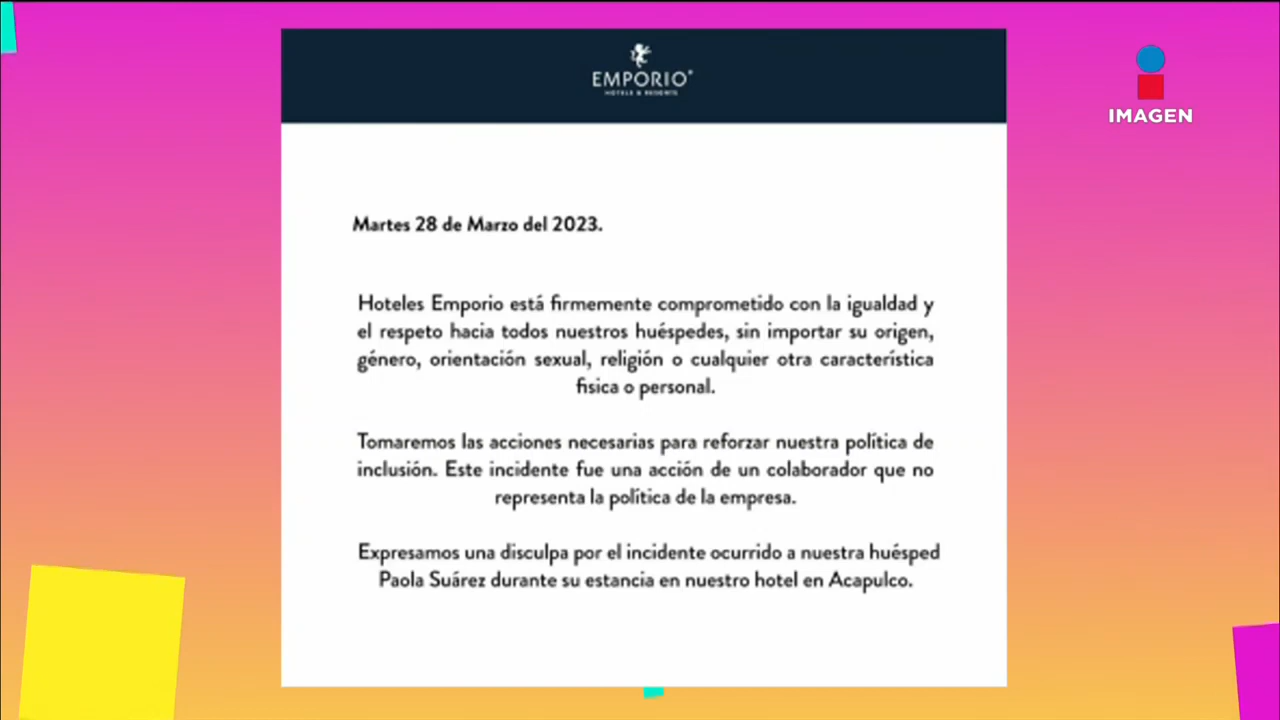 EMPORIO
HOTELS & RESORTS
IMAGEN
Martes 28 de Marzo del 2023.
Hoteles Emporio está firmemente comprometido con la igualdad y
el respeto hacia todos nuestros huéspedes, sin importar su origen,
género, orientación sexual, religión o cualquier otra característica
fisica o personal.
Tomaremos las acciones necesarias para reforzar nuestra política de
inclusión. Este incidente fue una acción de un colaborador que no
representa la política de la empresa.
Expresamos una disculpa por el incidente ocurrido a nuestra huésped
Paola Suárez durante su estancia en nuestro hotel en Acapulco.